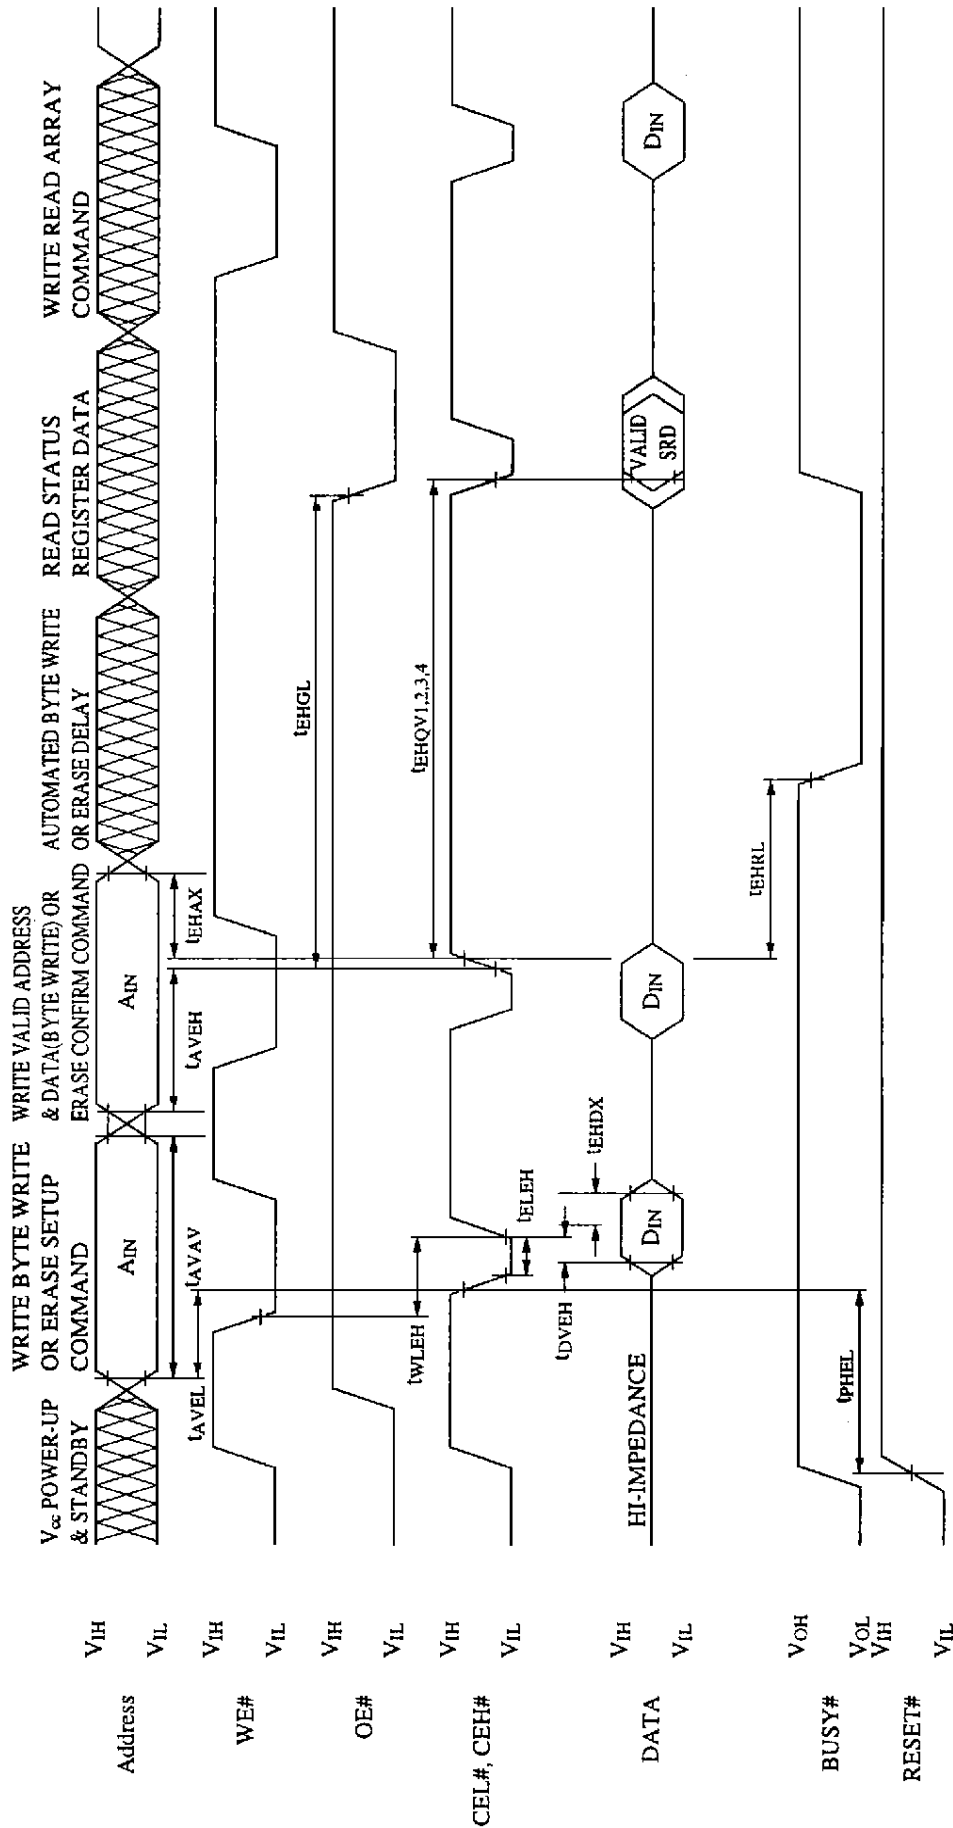 Vcc POWER-UP
& STANDBY
WRITE BYTE WRITE
OR ERASE SETUP
COMMAND
WRITE VALID ADDRESS
& DATA(BYTE WRITE) OR
ERASE CONFIRM COMMAND
AUTOMATED BYTE WRITE
OR ERASE DELAY
READ STATUS
REGISTER DATA
WRITE READ ARRAY
COMMAND
Address
VIH
VIL
AIN
AIN
tAVEL
tAVAV
tAVEH
tEHAX
WE#
VIH
VIL
OE#
VIH
VIL
tEHGL
CEL#, CEH#
VIH
VIL
tWLEH
tELEH
tEHQV1,2,3,4
tDVEH
tEHDX
DATA
VIH
VIL
HI-IMPEDANCE
DIN
DIN
VALID
SRD
DIN
tEHRL
BUSY#
VOH
VOL
tPHEL
RESET#
VIH
VIL